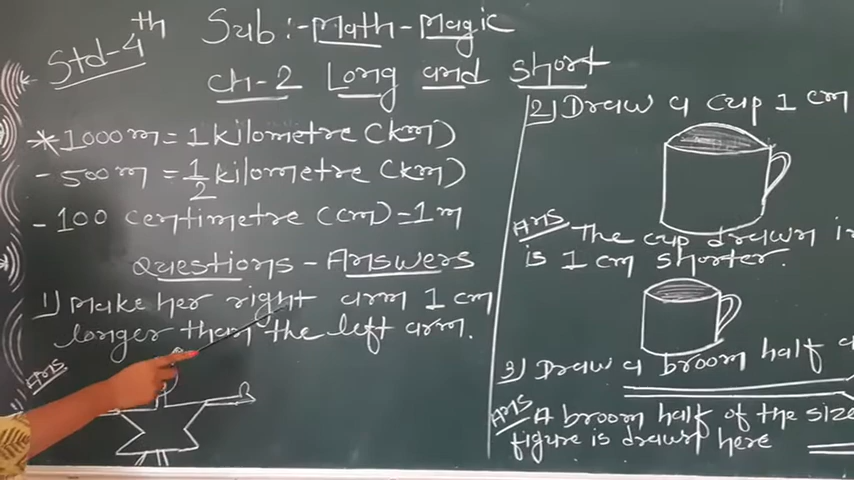 Std-4th
Sub:- Math-Magic
ch-2 Long and short
* 1000m = 1 kilometre (km)
- 500m = 1/2 kilometre (km)
- 100 centimetre (cm) = 1m
Questions - Answers
1) Make her right arm 1 cm
longer than the left arm.
Ans
2) Draw a cup 1 cm
Ans The cup drawn
is 1 cm shorter.
3) Draw a broom half
Ans A broom half of the size
figure is drawn here